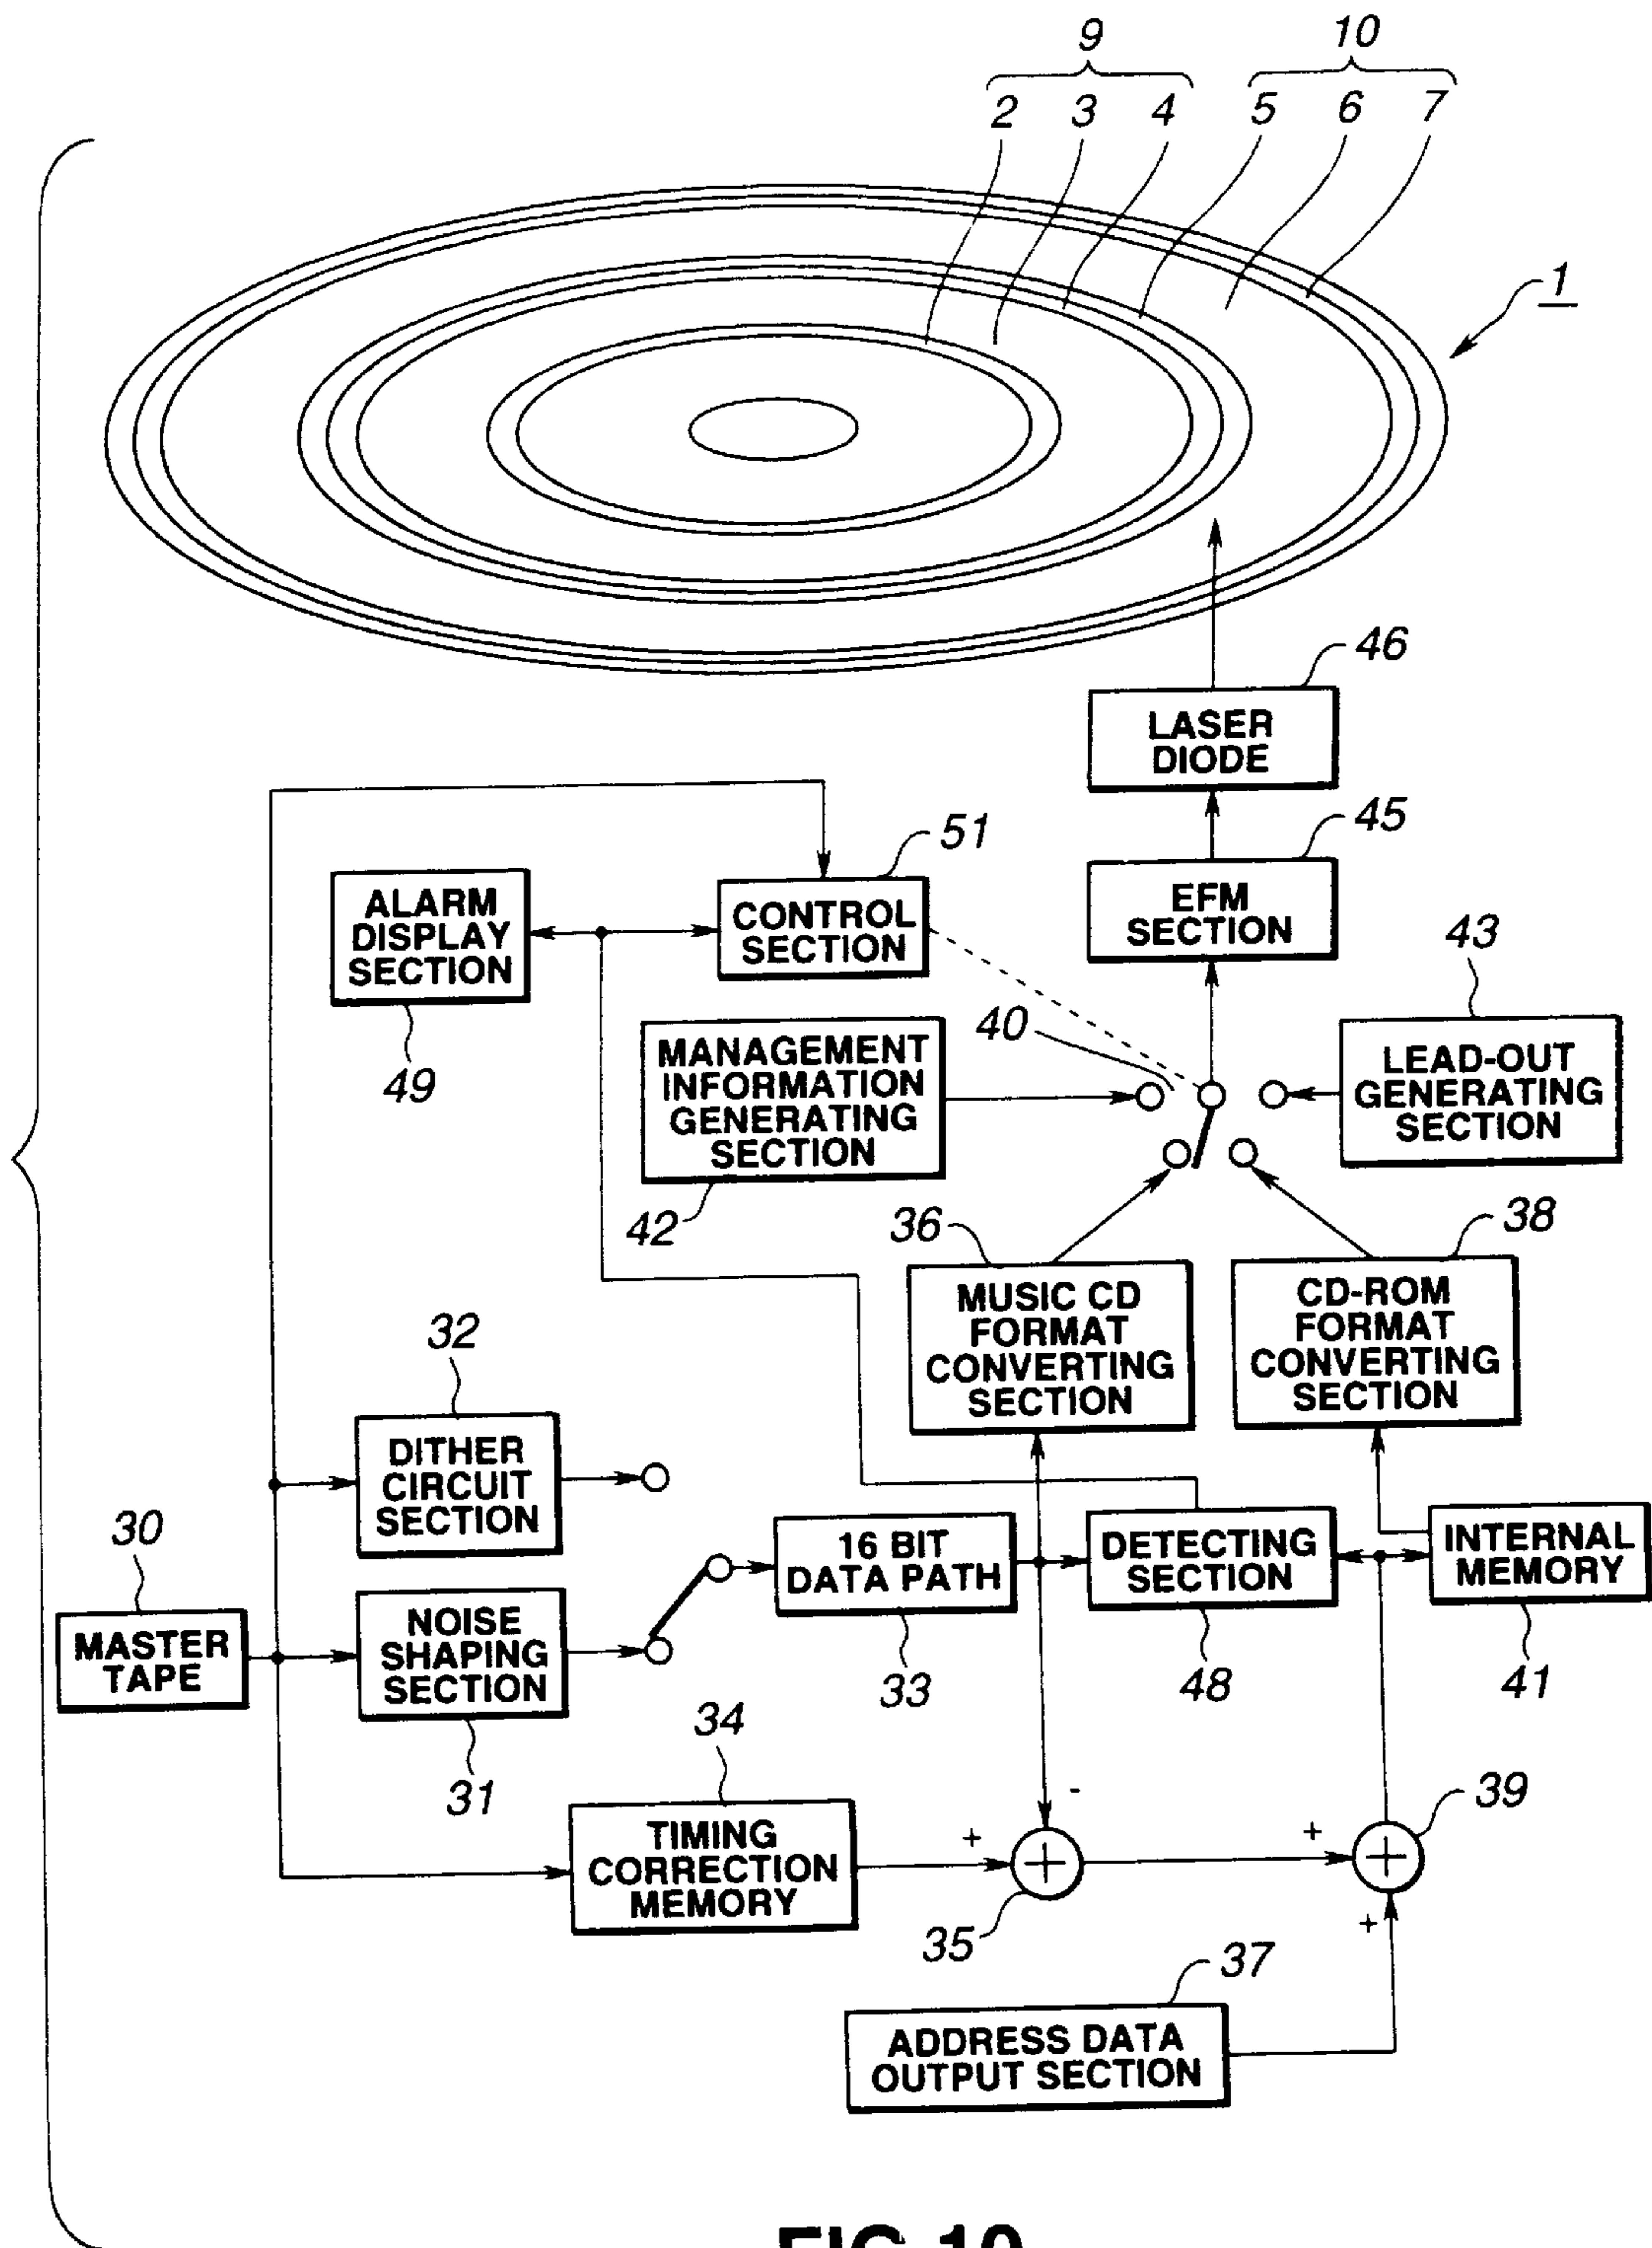 9
10
2 3 4 5 6 7
1
46
LASER
DIODE
45
EFM
SECTION
51
CONTROL
SECTION
ALARM
DISPLAY
SECTION
49
43
LEAD-OUT
GENERATING
SECTION
40
MANAGEMENT
INFORMATION
GENERATING
SECTION
42
36
MUSIC CD
FORMAT
CONVERTING
SECTION
38
CD-ROM
FORMAT
CONVERTING
SECTION
32
DITHER
CIRCUIT
SECTION
30
MASTER
TAPE
NOISE
SHAPING
SECTION
31
16 BIT
DATA PATH
33
DETECTING
SECTION
48
INTERNAL
MEMORY
41
34
TIMING
CORRECTION
MEMORY
+
-
+
35
+
+
39
+
37
ADDRESS DATA
OUTPUT SECTION